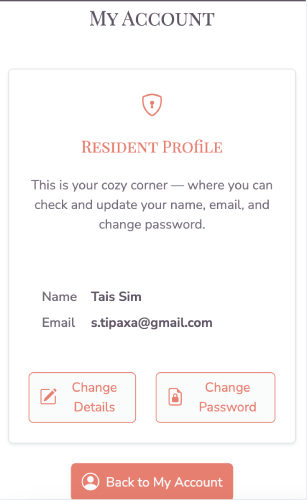 My Account
Resident Profile
This is your cozy corner — where you can
check and update your name, email, and
change password.
Name Tais Sim
Email s.tipaxa@gmail.com
Change
Details
Change
Password
Back to My Account